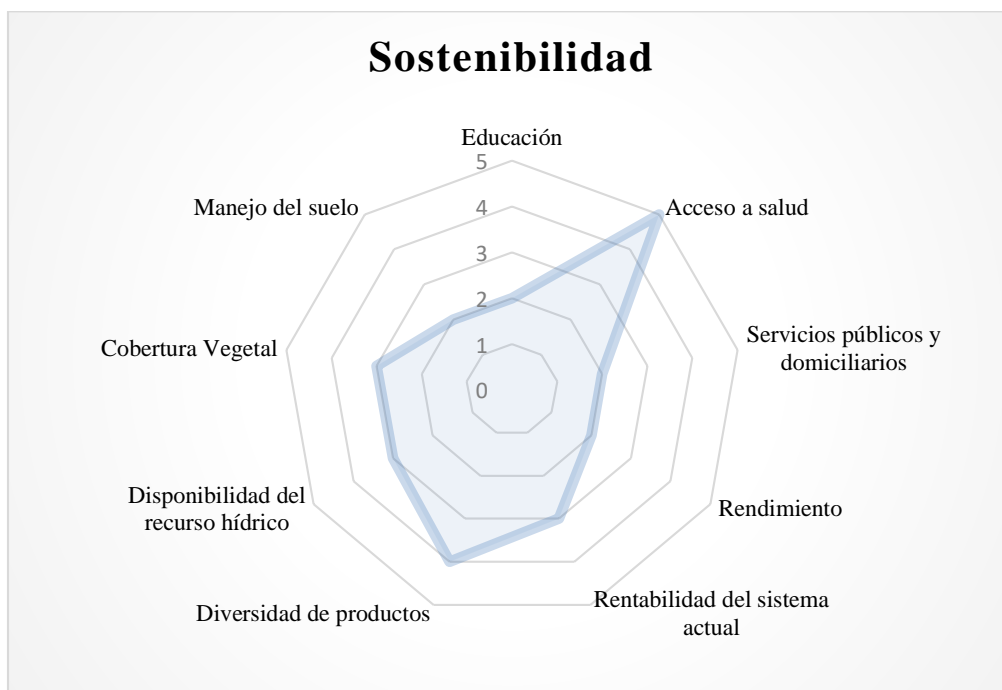 Sostenibilidad
Educación
5
4
3
2
1
0
Acceso a salud
Servicios públicos y
domiciliarios
Rendimiento
Rentabilidad del sistema
actual
Diversidad de productos
Disponibilidad del
recurso hídrico
Cobertura Vegetal
Manejo del suelo